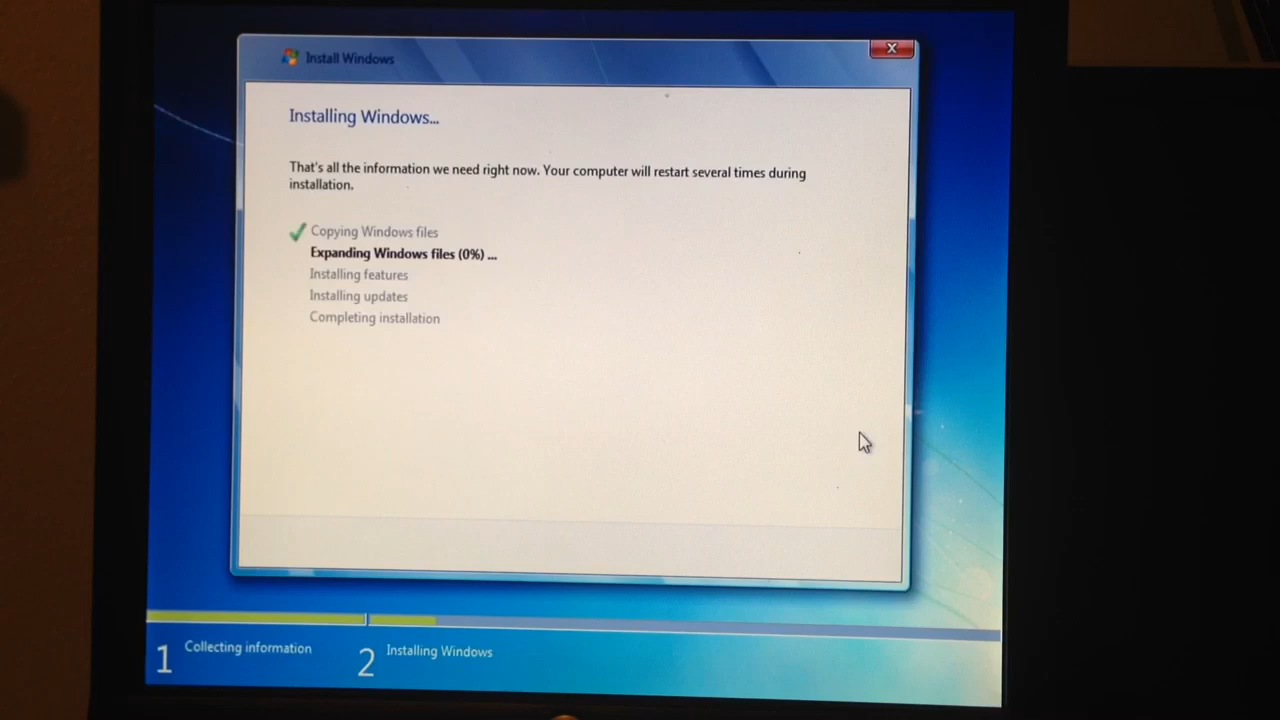 Install Windows
X
Installing Windows...
That's all the information we need right now. Your computer will restart several times during
installation.
Copying Windows files
Expanding Windows files (0%) ...
Installing features
Installing updates
Completing installation
1 Collecting information
2 Installing Windows